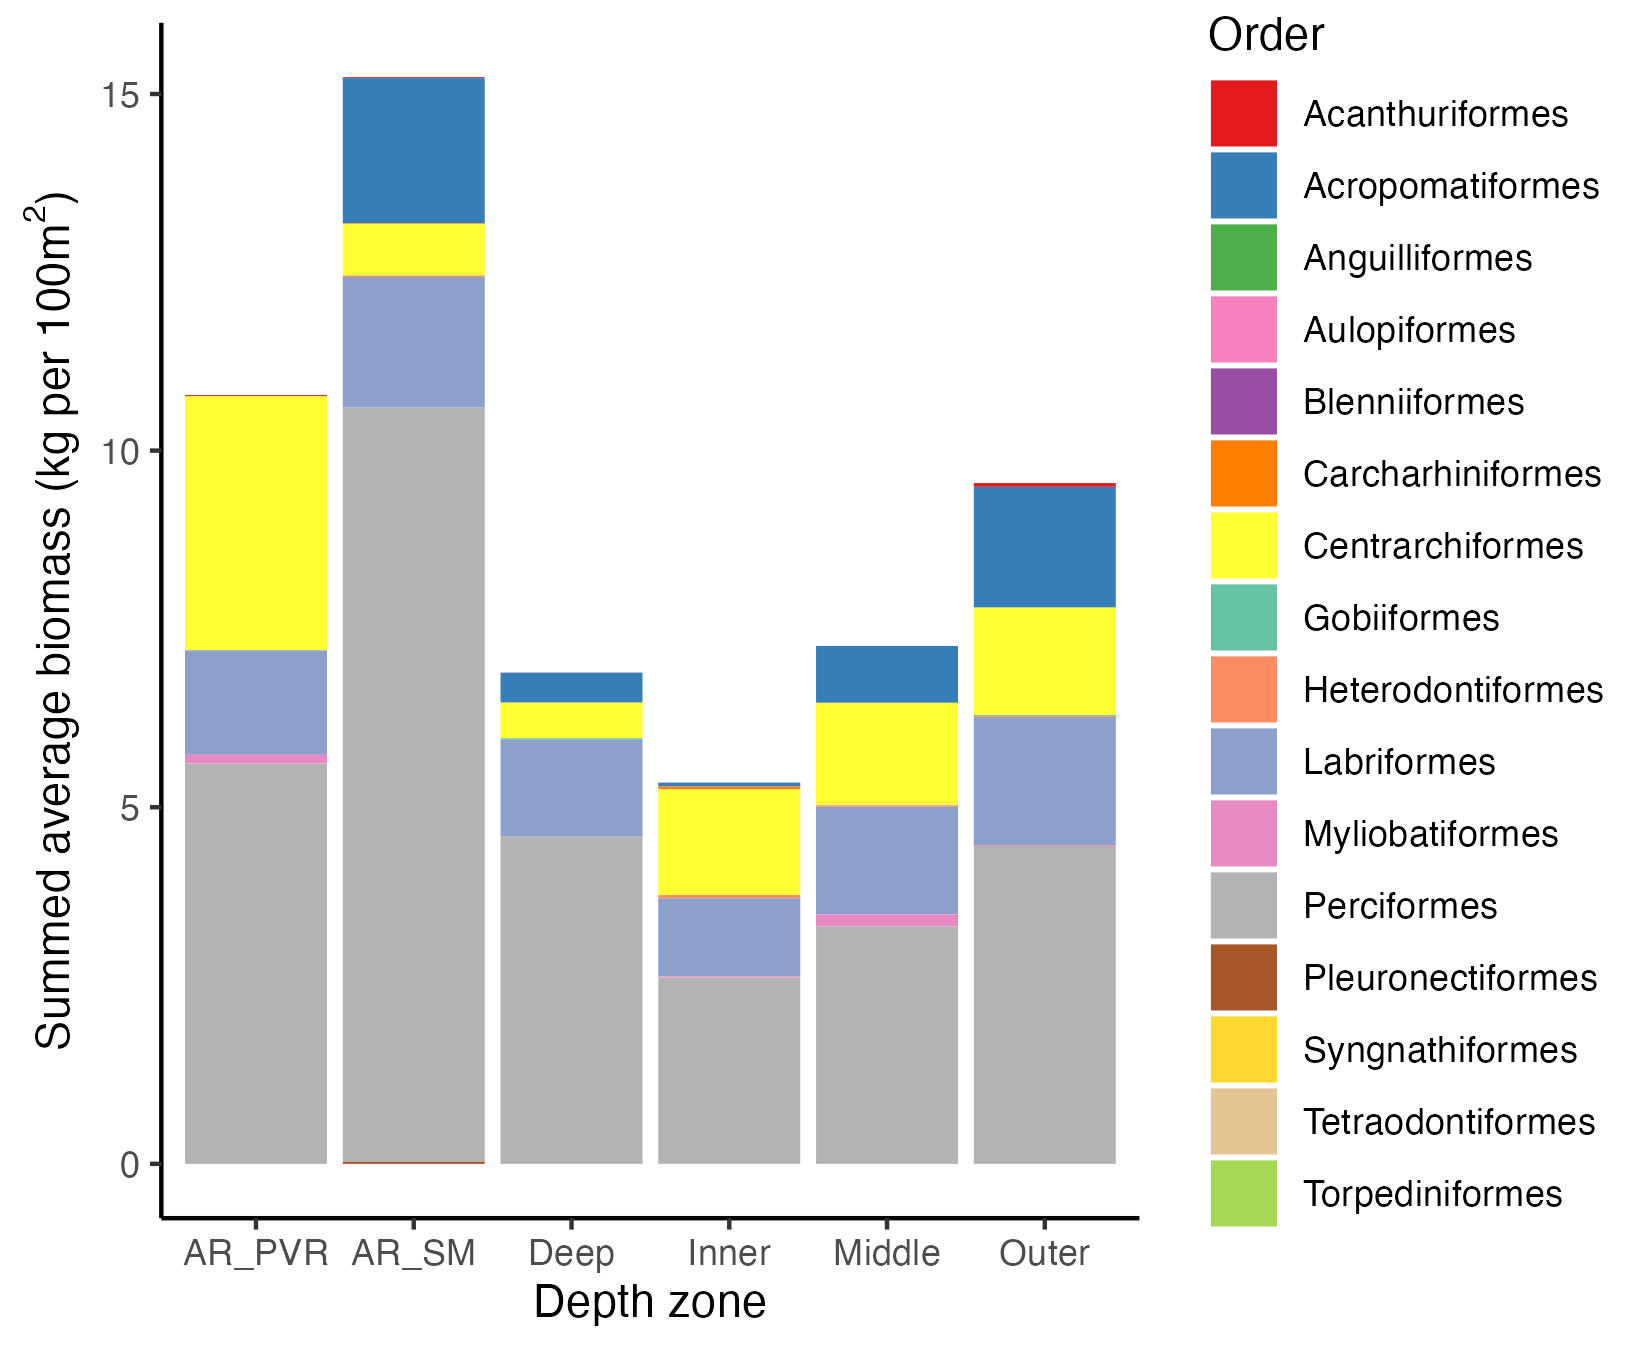 Summed average biomass (kg per 100m²)
15
10
5
0
AR_PVR AR_SM Deep Inner Middle Outer
Depth zone
Order
Acanthuriformes
Acropomatiformes
Anguilliformes
Aulopiformes
Blenniiformes
Carcharhiniformes
Centrarchiformes
Gobiiformes
Heterodontiformes
Labriformes
Myliobatiformes
Perciformes
Pleuronectiformes
Syngnathiformes
Tetraodontiformes
Torpediniformes